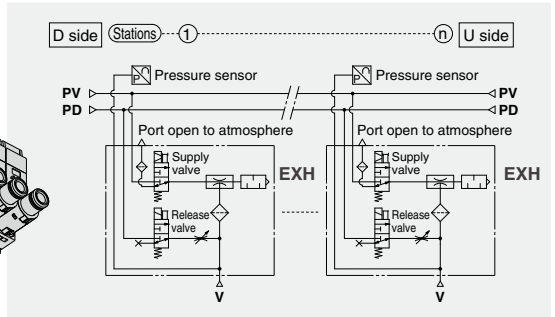 D side Stations 1 n U side
P Pressure sensor P Pressure sensor
PV PV
PD PD
Port open to atmosphere Port open to atmosphere
Supply valve EXH Supply valve EXH
Release valve Release valve
V V